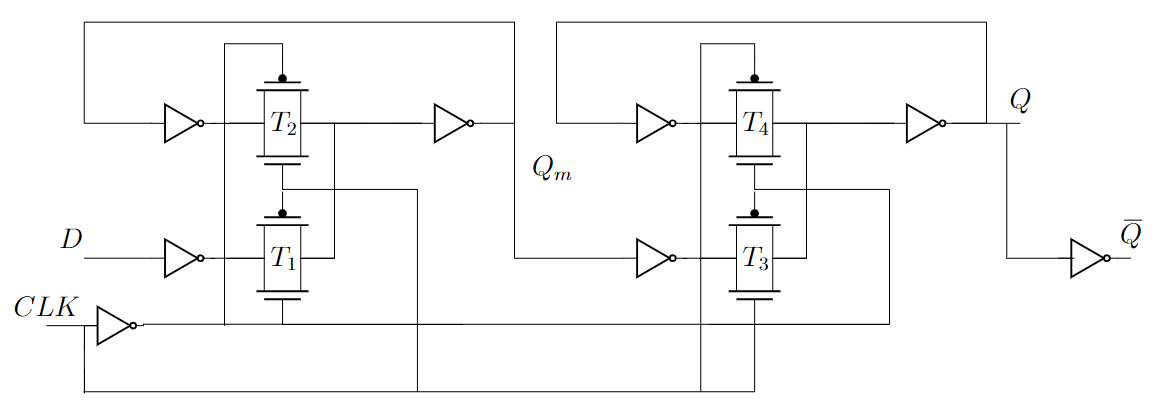 T₂
T₄
Q
Qₘ
D
T₁
T₃
Q̅
CLK